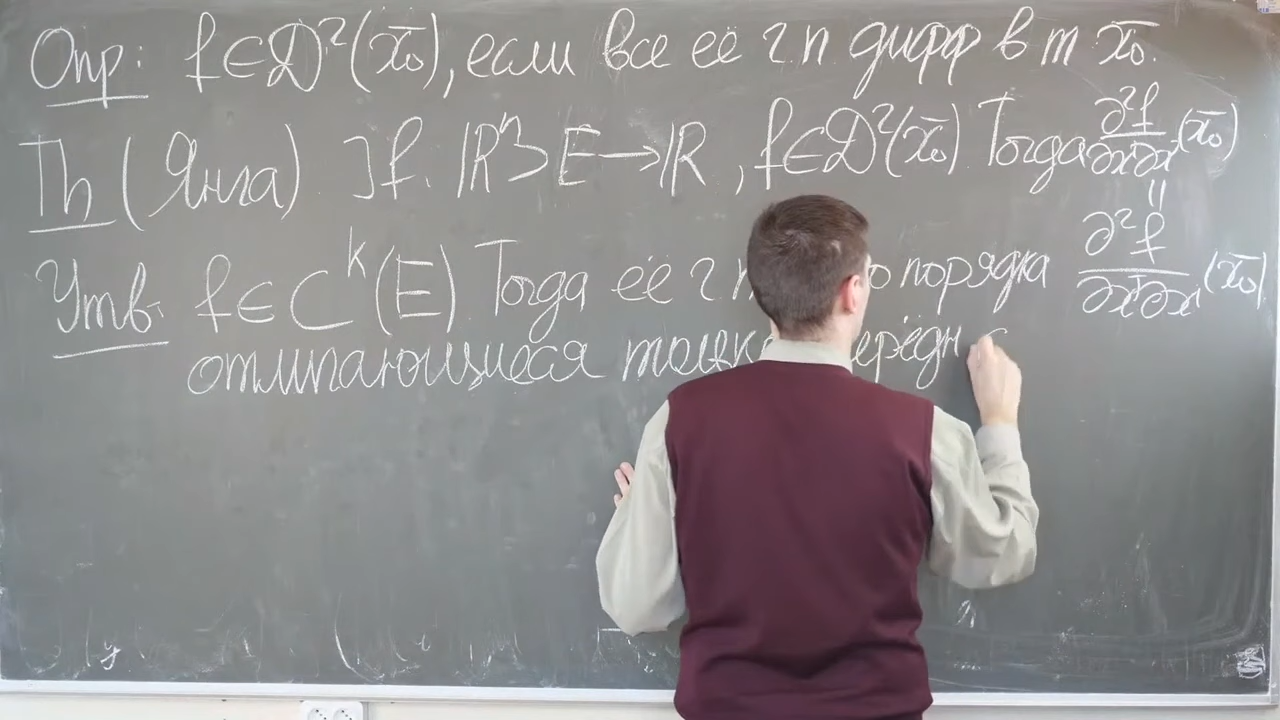 Опр: f∈D²(x̄₀), если все её ч.п дифф в т x̄₀.
Th (Янга) ]f: ℝⁿ⊃E→ℝ, f∈D²(x̄₀). Тогда ∂²f/∂xⁱ∂xʲ(x̄₀)
=
∂²f/∂xʲ∂xⁱ(x̄₀)
Утв: f∈Cᵏ(E) Тогда её ч.п порядка
отличающиеся только